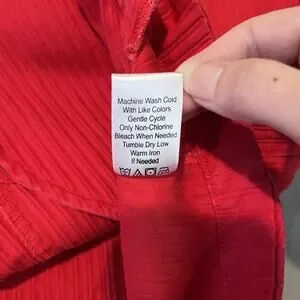 Machine Wash Cold
With Like Colors
Gentle Cycle
Only Non-Chlorine
Bleach When Needed
Tumble Dry Low
Warm Iron
If Needed